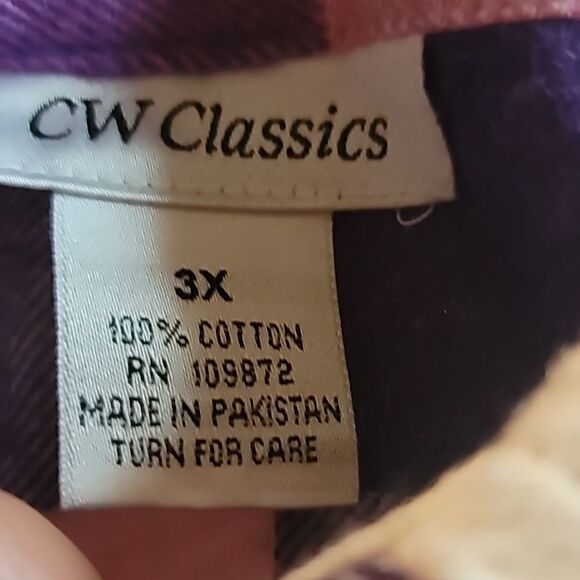 CW Classics
3X
100% COTTON
RN 109872
MADE IN PAKISTAN
TURN FOR CARE